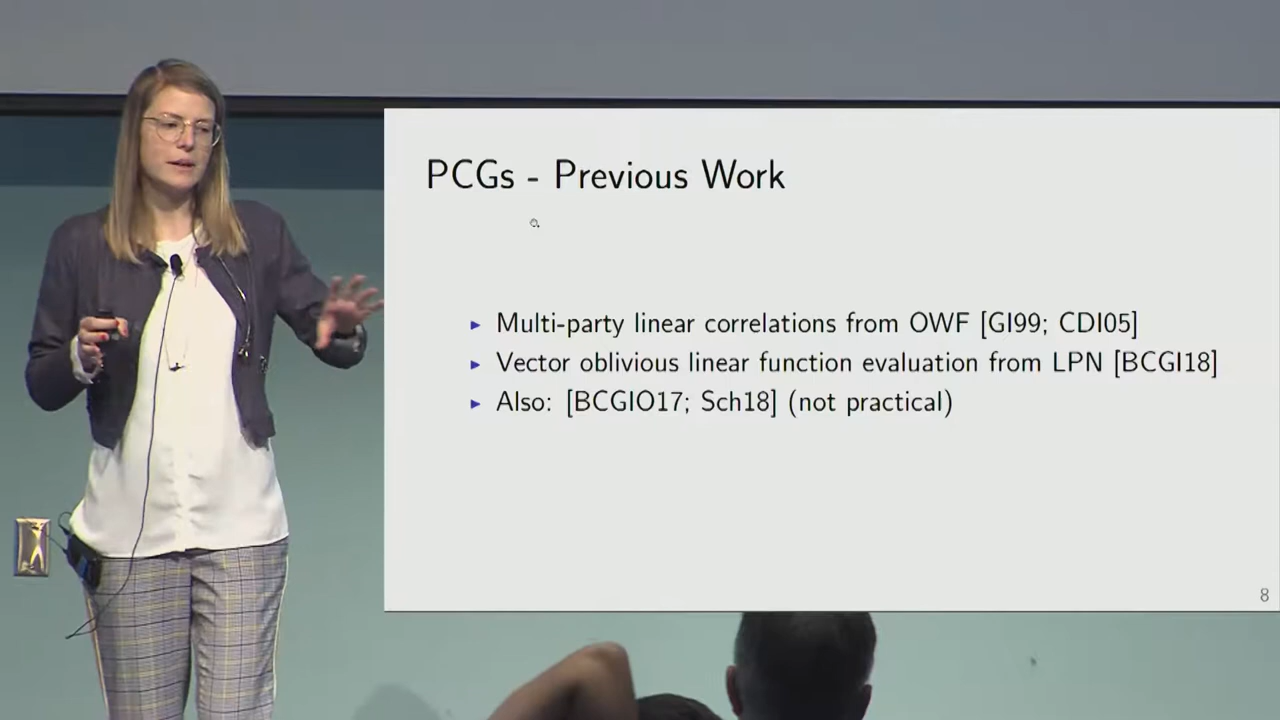 PCGs - Previous Work
▸ Multi-party linear correlations from OWF [GI99; CDI05]
▸ Vector oblivious linear function evaluation from LPN [BCGI18]
▸ Also: [BCGIO17; Sch18] (not practical)
8